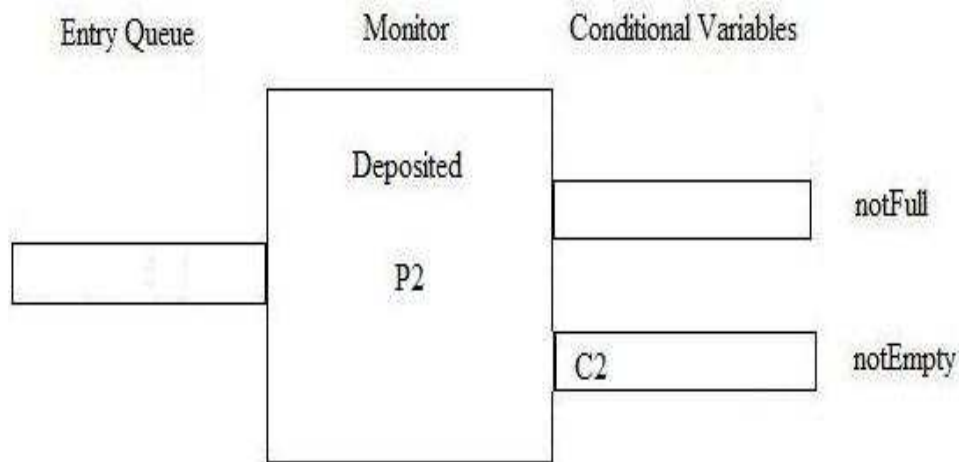 Entry Queue
Monitor
Conditional Variables
Deposited
notFull
P2
C2
notEmpty